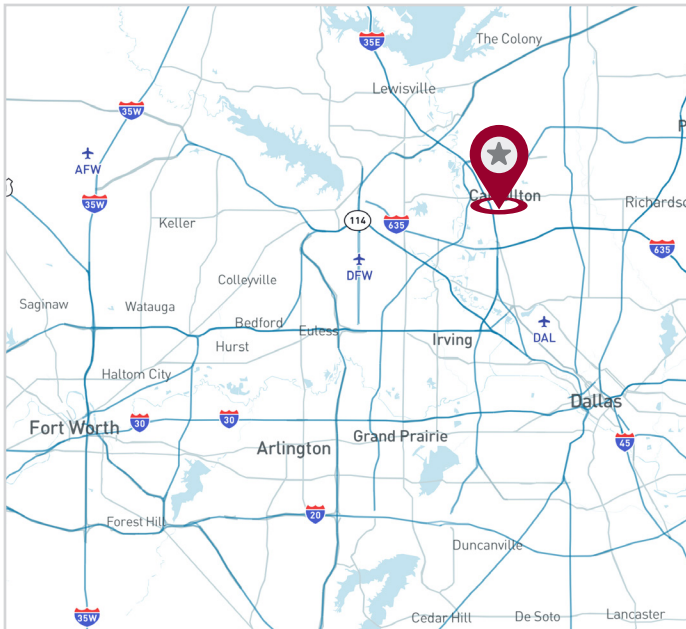 35E
The Colony
Lewisville
35W
AFW
35W
Richardso
Keller
114
635
635
DFW
Colleyville
Saginaw
Watauga
Bedford
Euless
DAL
Irving
Hurst
Haltom City
Dallas
30
30
Fort Worth
Grand Prairie
45
Arlington
20
Forest Hill
Duncanville
35W
Cedar Hill
De Soto
Lancaster